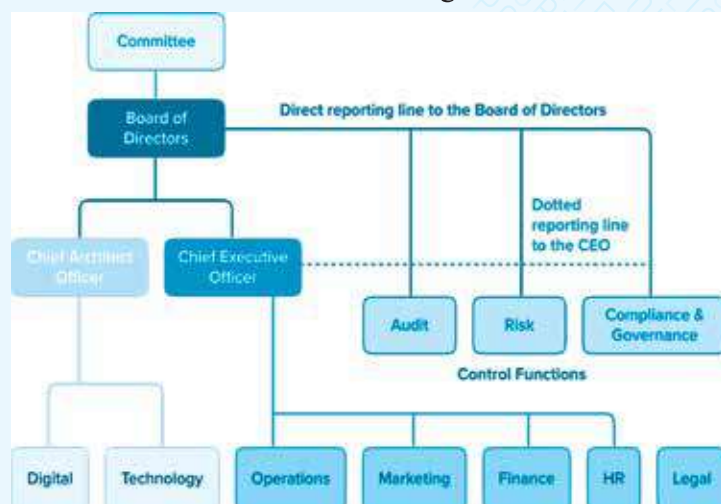 Committee
Board of
Directors
Direct reporting line to the Board of Directors
Dotted
reporting line
to the CEO
Chief Architect
Officer
Chief Executive
Officer
Audit
Risk
Compliance &
Governance
Control Functions
Digital
Technology
Operations
Marketing
Finance
HR
Legal